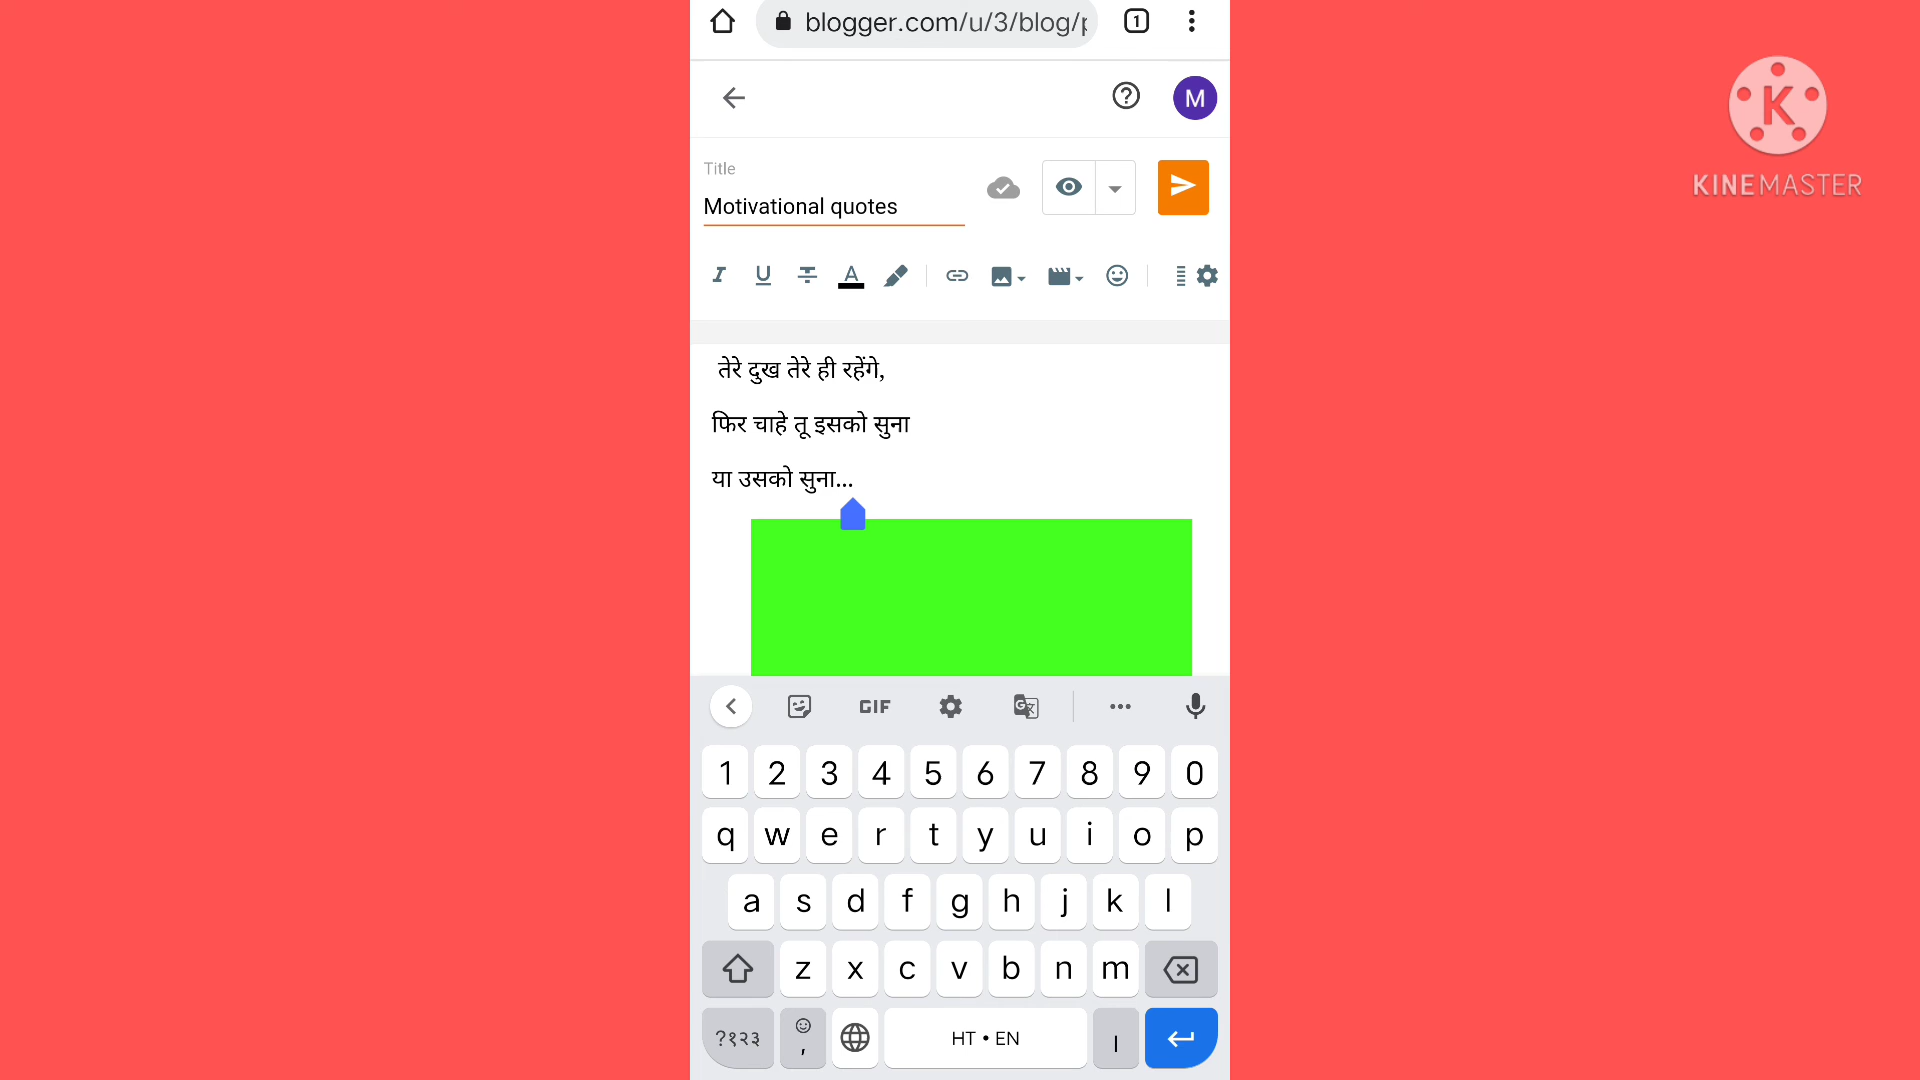 blogger.com/u/3/blog/p
1
M
Title
Motivational quotes
A
तेरे दुख तेरे ही रहेंगे,
फिर चाहे तू इसको सुना
या उसको सुना...
GIF
1 2 3 4 5 6 7 8 9 0
q w e r t y u i o p
a s d f g h j k l
z x c v b n m
?१२३ , HT • EN ।
K
KINEMASTER